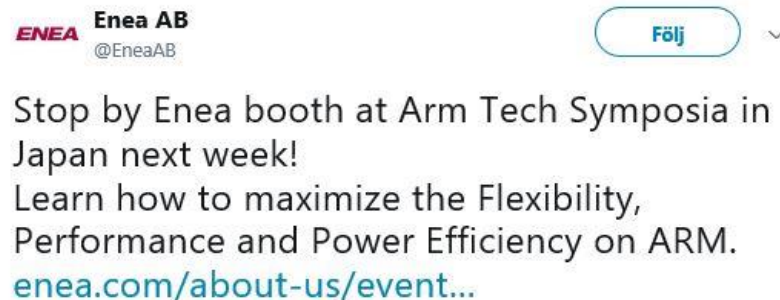 ENEA
Enea AB
@EneaAB
Följ
Stop by Enea booth at Arm Tech Symposia in
Japan next week!
Learn how to maximize the Flexibility,
Performance and Power Efficiency on ARM.
enea.com/about-us/event...